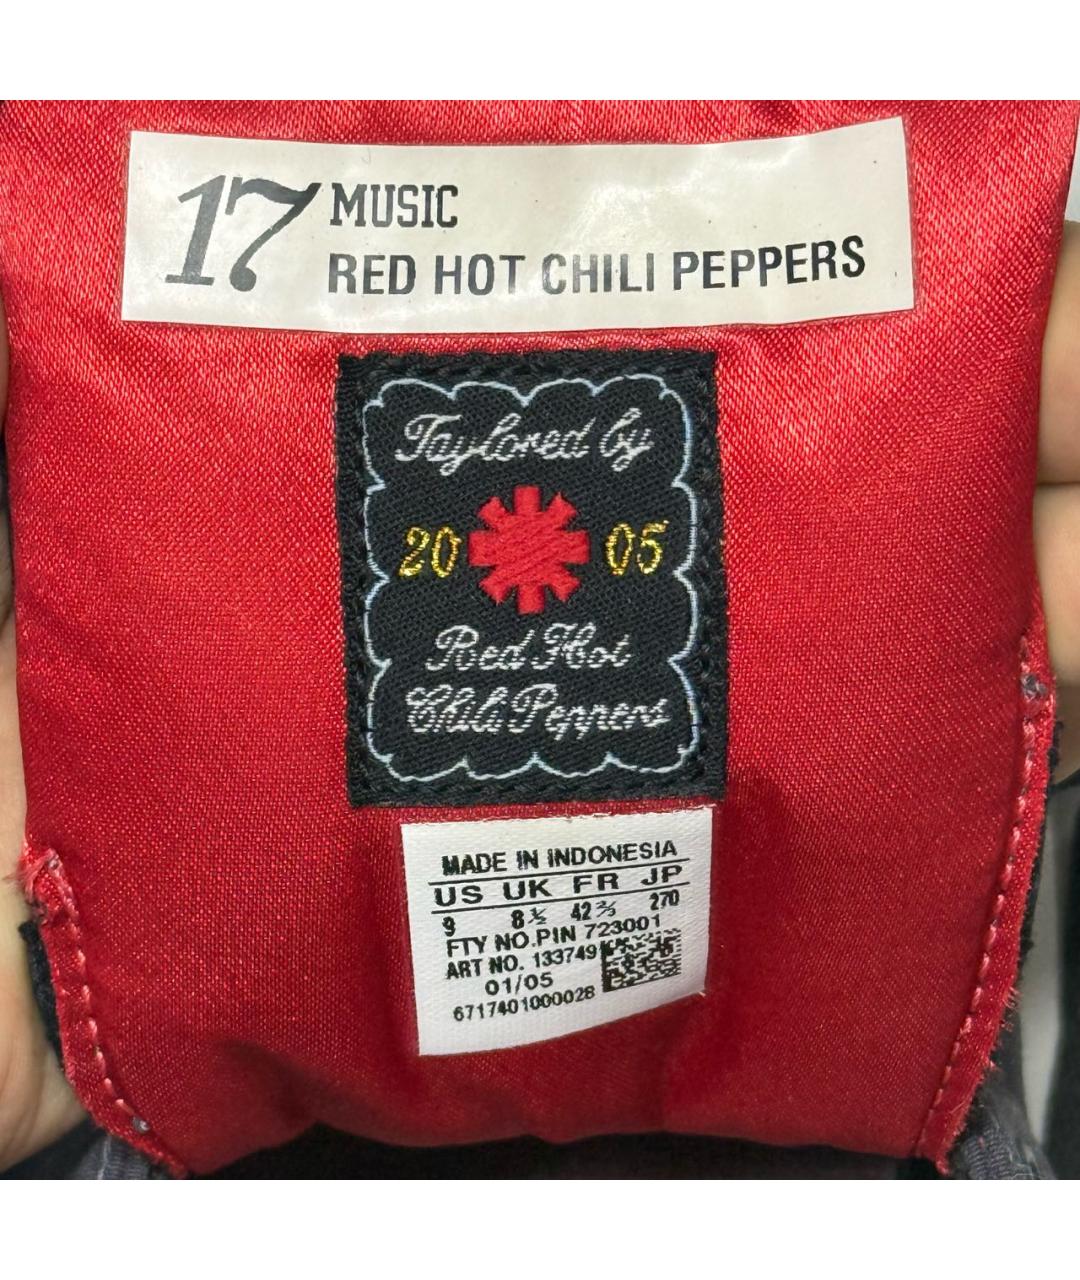 17 MUSIC
RED HOT CHILI PEPPERS
Taylored by
20 05
Red Hot
Chili Peppers
MADE IN INDONESIA
US UK FR JP
9 8½ 42⅔ 270
FTY NO.PIN 723001
ART NO. 133749
01/05
6717401000028